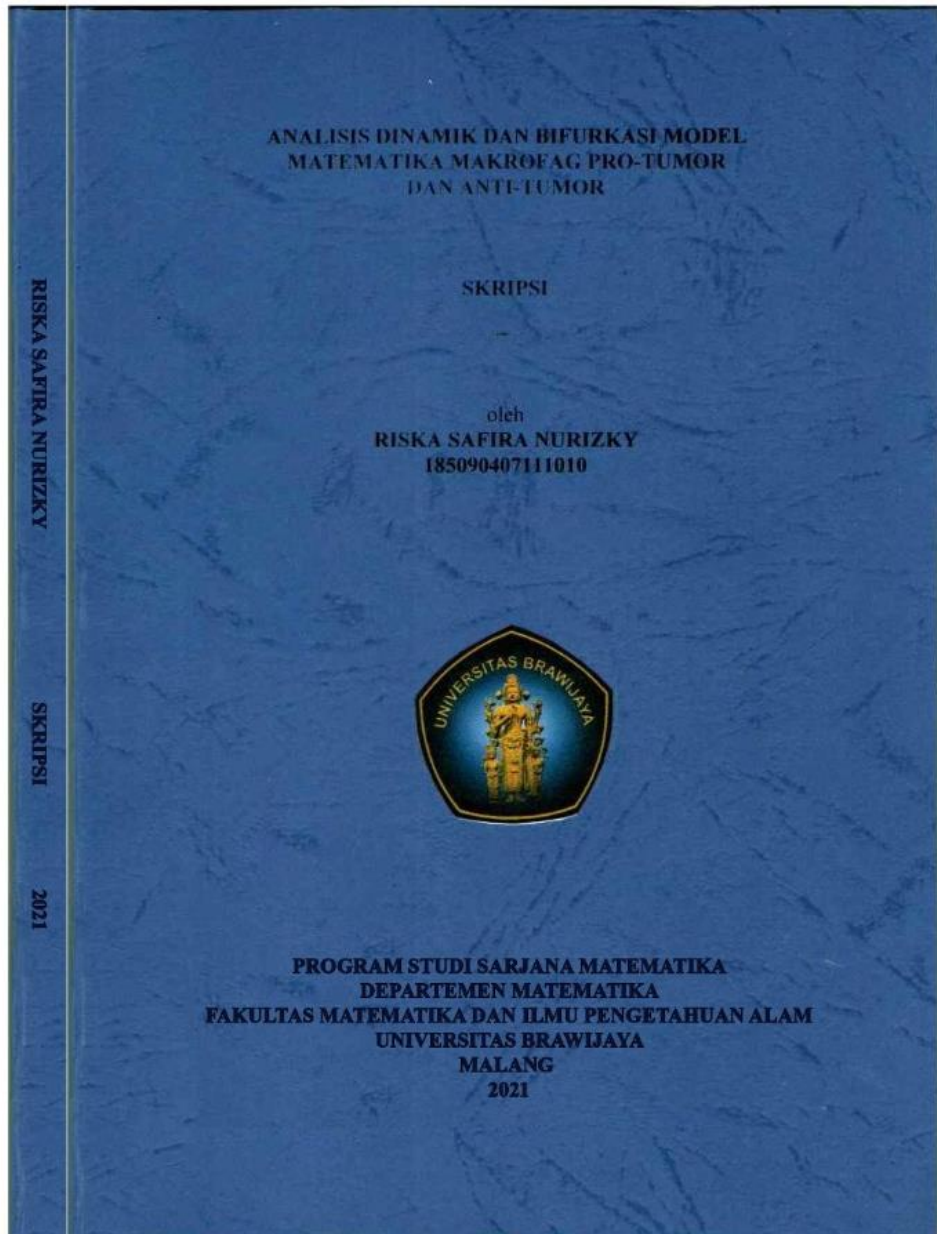 ANALISIS DINAMIK DAN BIFURKASI MODEL
MATEMATIKA MAKROFAG PRO-TUMOR
DAN ANTI-TUMOR
SKRIPSI
oleh
RISKA SAFIRA NURIZKY
185090407111010
UNIVERSITAS BRAWIJAYA
PROGRAM STUDI SARJANA MATEMATIKA
DEPARTEMEN MATEMATIKA
FAKULTAS MATEMATIKA DAN ILMU PENGETAHUAN ALAM
UNIVERSITAS BRAWIJAYA
MALANG
2021
RISKA SAFIRA NURIZKY
SKRIPSI
2021